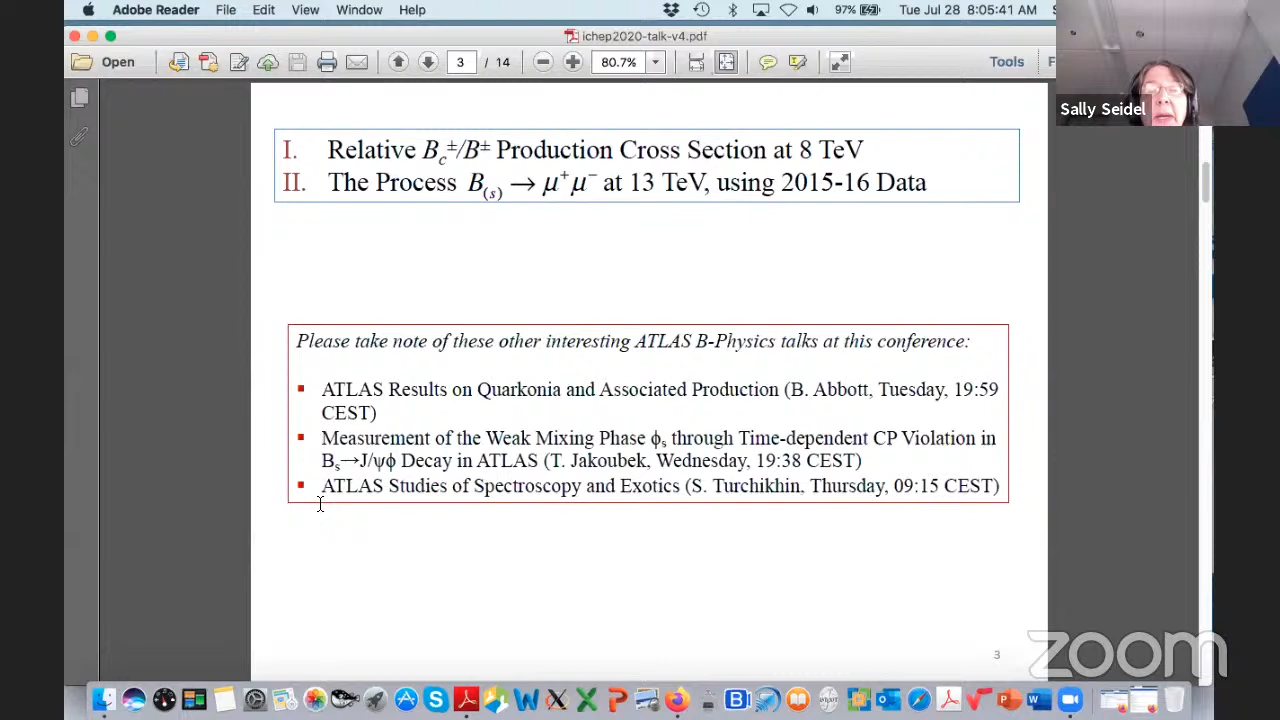 Adobe Reader File Edit View Window Help 97% Tue Jul 28 8:05:41 AM
ichep2020-talk-v4.pdf
Open 3 / 14 80.7% Tools
Sally Seidel
I. Relative Bc±/B± Production Cross Section at 8 TeV
II. The Process B(s) → μ+μ− at 13 TeV, using 2015-16 Data
Please take note of these other interesting ATLAS B-Physics talks at this conference:
▪ ATLAS Results on Quarkonia and Associated Production (B. Abbott, Tuesday, 19:59
CEST)
▪ Measurement of the Weak Mixing Phase ϕs through Time-dependent CP Violation in
Bs→J/ψϕ Decay in ATLAS (T. Jakoubek, Wednesday, 19:38 CEST)
▪ ATLAS Studies of Spectroscopy and Exotics (S. Turchikhin, Thursday, 09:15 CEST)
3
zoom